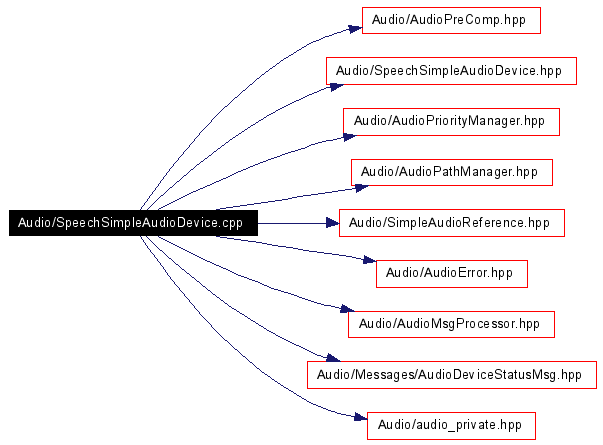 Audio/AudioPreComp.hpp
Audio/SpeechSimpleAudioDevice.hpp
Audio/AudioPriorityManager.hpp
Audio/AudioPathManager.hpp
Audio/SpeechSimpleAudioDevice.cpp
Audio/SimpleAudioReference.hpp
Audio/AudioError.hpp
Audio/AudioMsgProcessor.hpp
Audio/Messages/AudioDeviceStatusMsg.hpp
Audio/audio_private.hpp